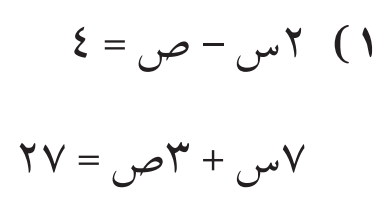 ١) ٢س − ص = ٤
٧س + ٣ص = ٢٧